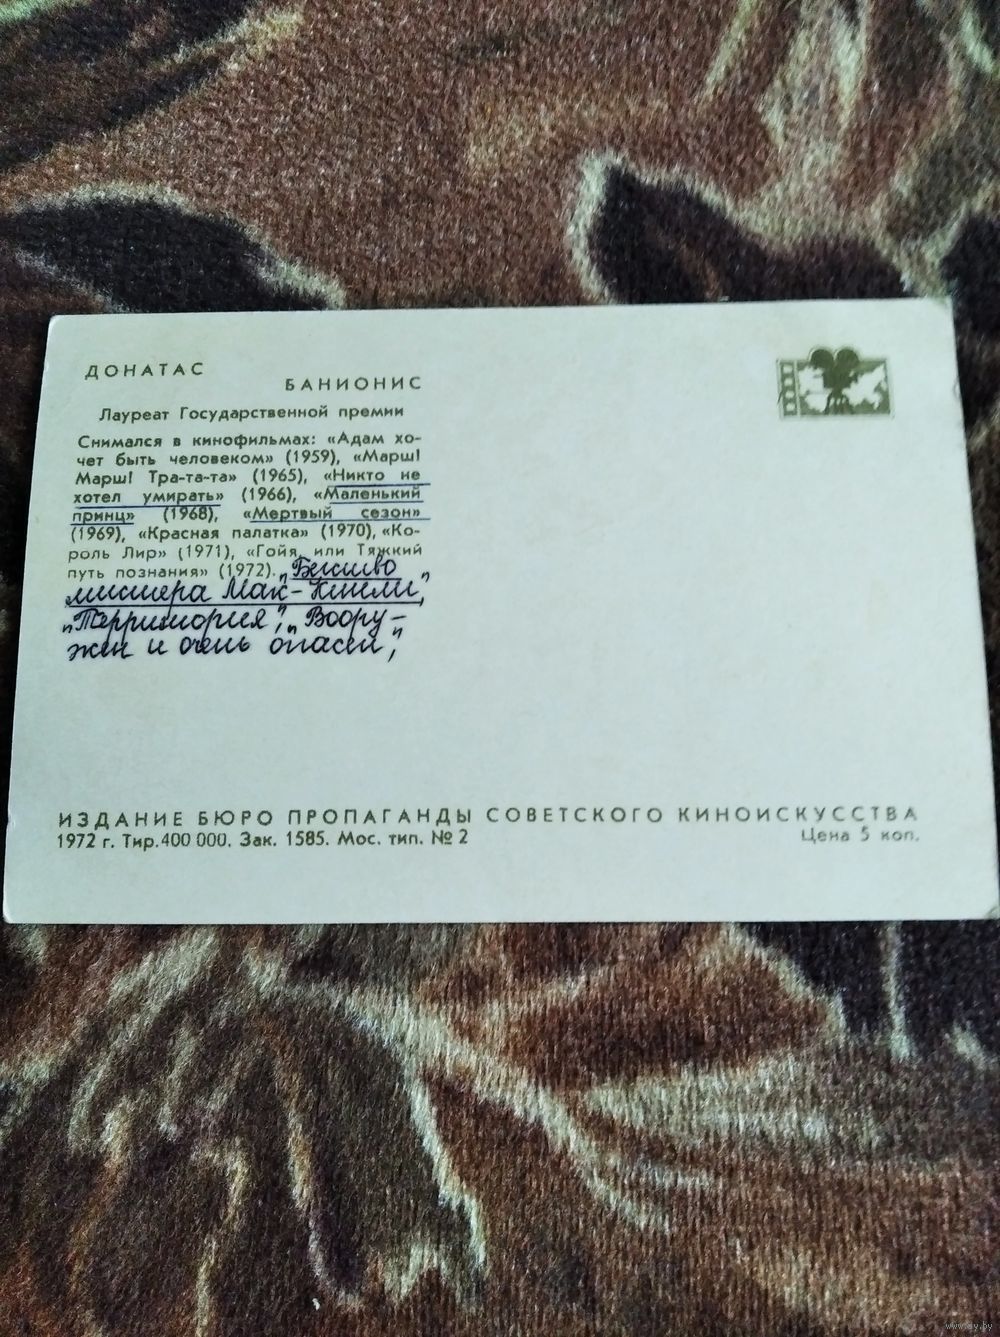 ДОНАТАС
БАНИОНИС
Лауреат Государственной премии
Снимался в кинофильмах: «Адам хо-
чет быть человеком» (1959), «Марш!
Марш! Тра-та-та» (1965), «Никто не
хотел умирать» (1966), «Маленький
принц» (1968), «Мертвый сезон»
(1969), «Красная палатка» (1970), «Ко-
роль Лир» (1971), «Гойя, или Тяжкий
путь познания» (1972). „Бегство
мистера Мак-Кинли",
„Территория", „Воору-
жен и очень опасен",
ИЗДАНИЕ БЮРО ПРОПАГАНДЫ СОВЕТСКОГО КИНОИСКУССТВА
1972 г. Тир. 400 000. Зак. 1585. Мос. тип. № 2 Цена 5 коп.
www.ay.by